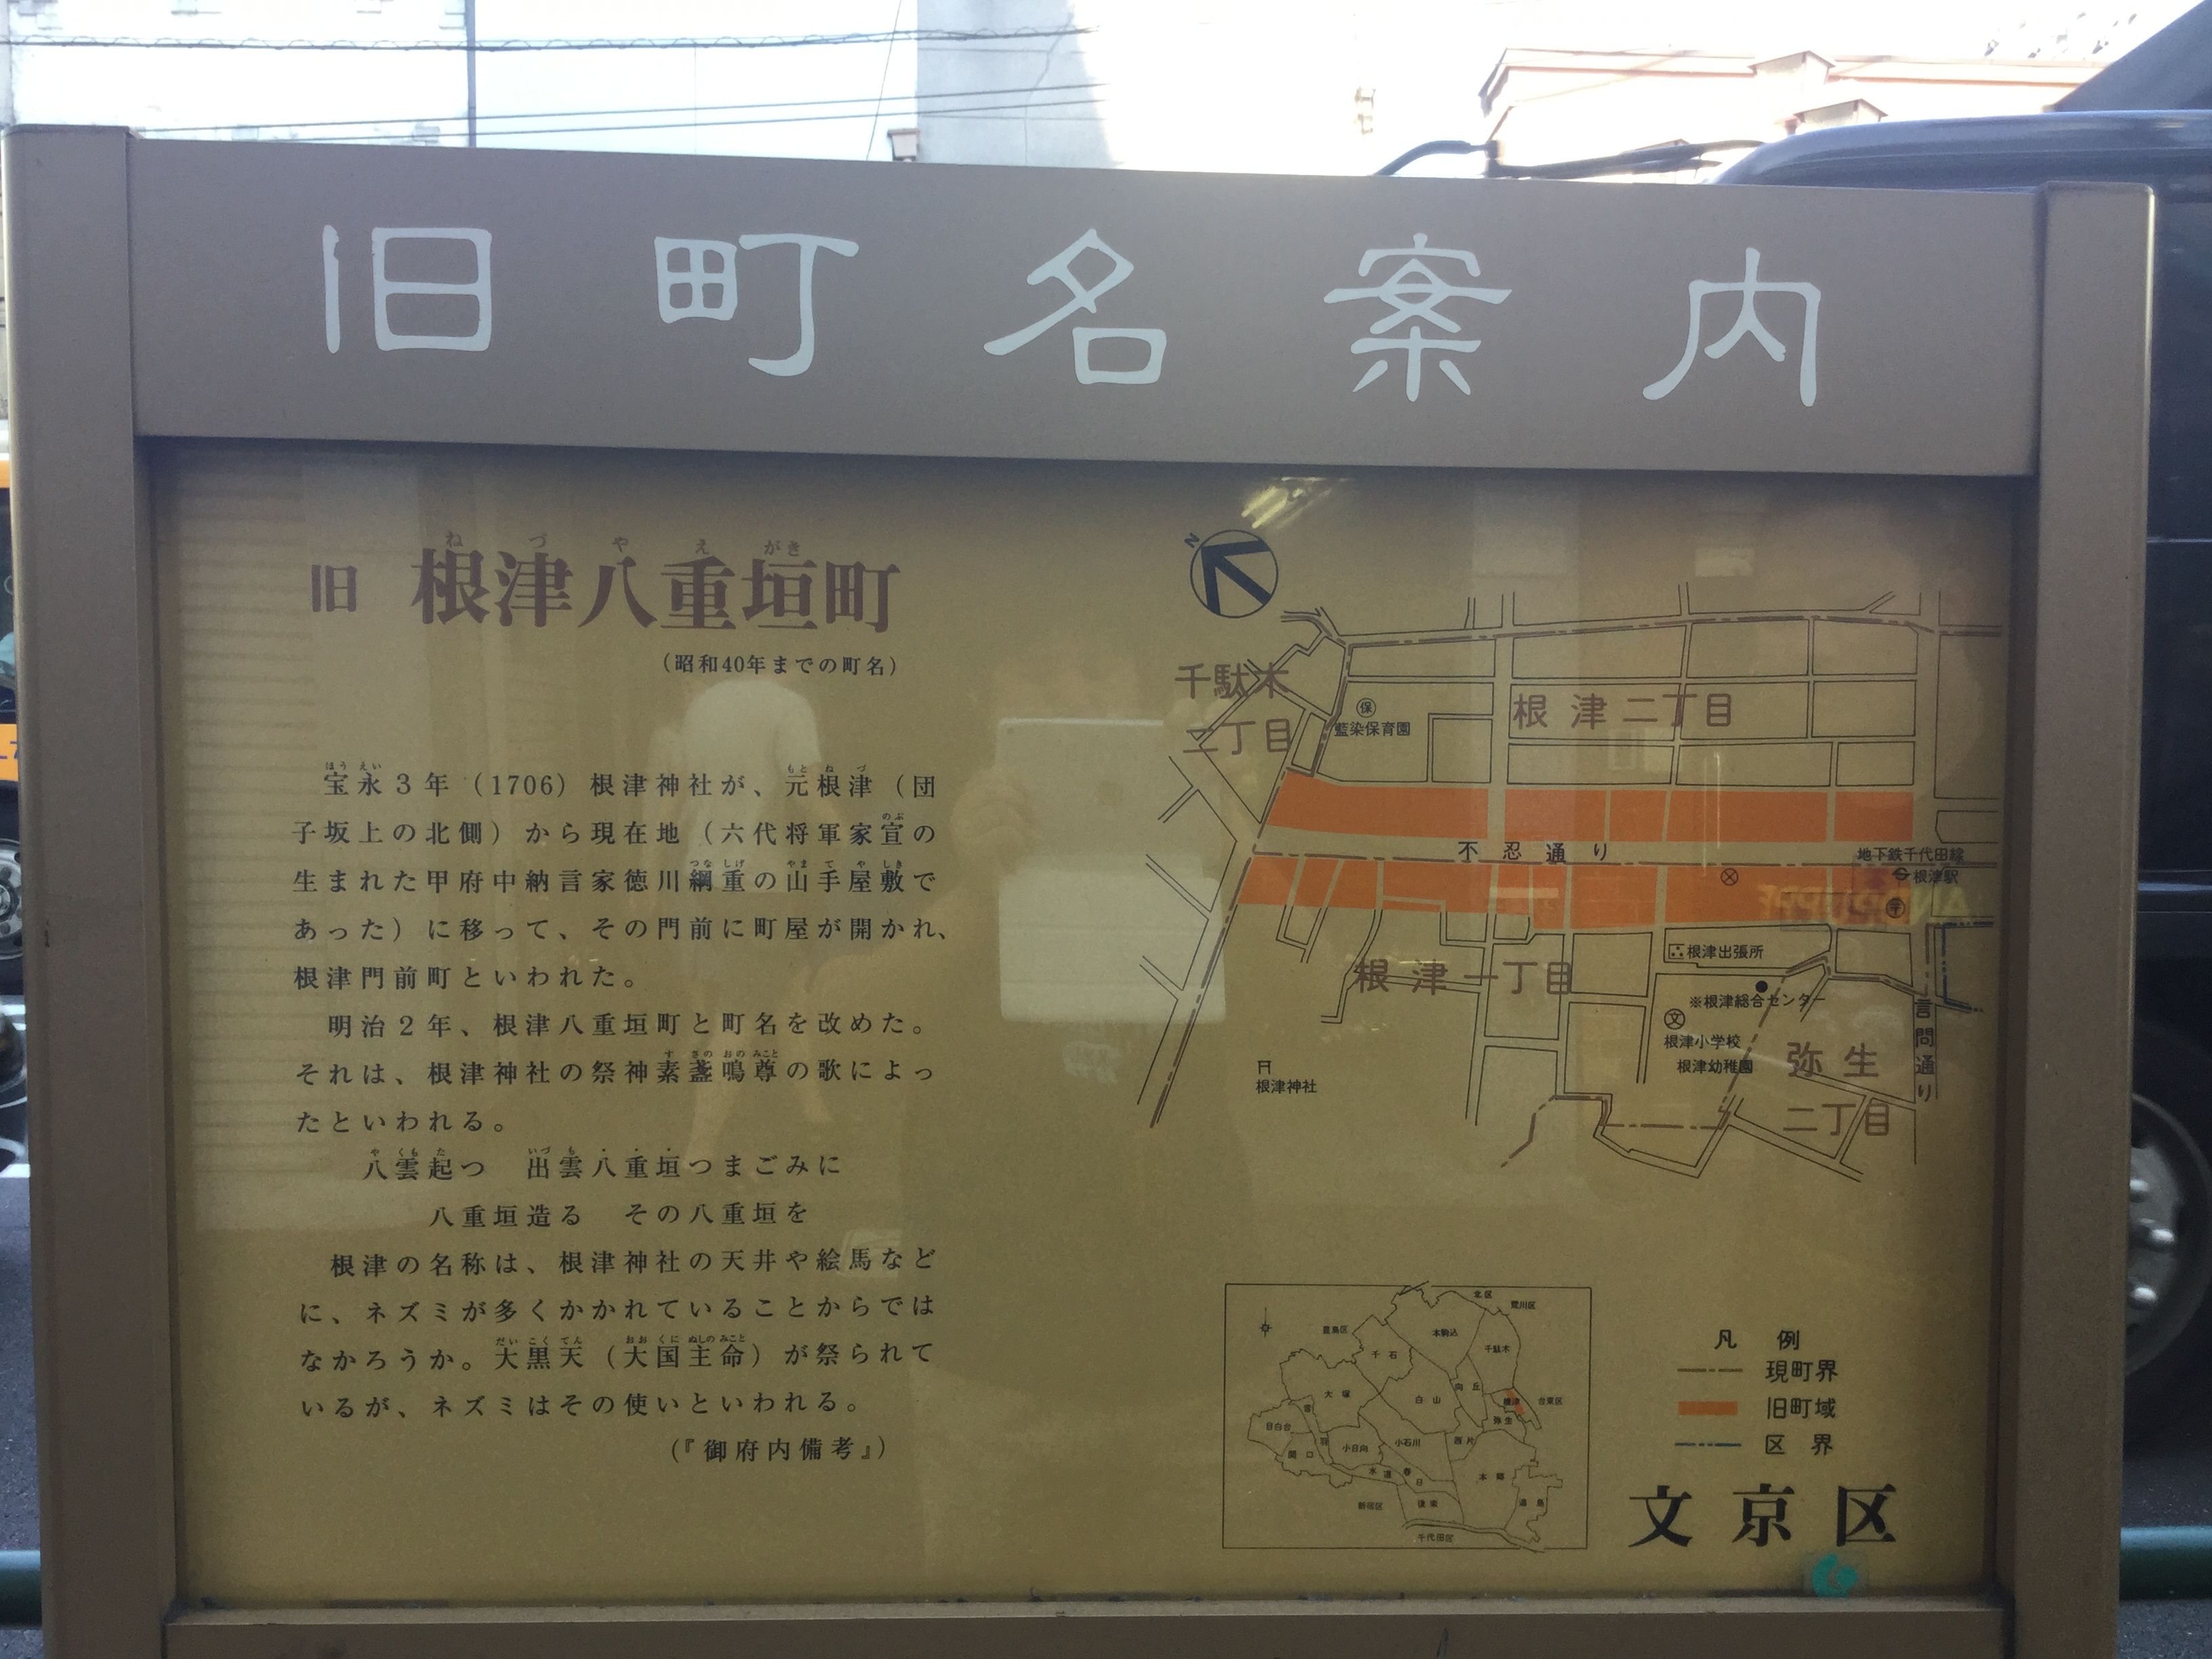 旧町名案内
旧 根津八重垣町
ねづやえがき
(昭和40年までの町名)
宝永3年(1706)根津神社が、元根津(団
子坂上の北側)から現在地(六代将軍家宣の
生まれた甲府中納言家徳川綱重の山手屋敷で
あった)に移って、その門前に町屋が開かれ、
根津門前町といわれた。
明治2年、根津八重垣町と町名を改めた。
それは、根津神社の祭神素盞鳴尊の歌によっ
たといわれる。
八雲起つ 出雲八重垣つまごみに
八重垣造る その八重垣を
根津の名称は、根津神社の天井や絵馬など
に、ネズミが多くかかれていることからでは
なかろうか。大黒天(大国主命)が祭られて
いるが、ネズミはその使いといわれる。
(『御府内備考』)
N
千駄木
二丁目
保
藍染保育園
根津二丁目
不忍通り
地下鉄千代田線
根津駅
根津一丁目
根津出張所
※根津総合センター
文
根津小学校
根津幼稚園
根津神社
弥生
二丁目
言問通り
北区
荒川区
豊島区
本駒込
千駄木
千石
大塚
白山
向丘
根津
台東区
弥生
目白台
音羽
関口
小日向
小石川
西片
水道
春日
本郷
後楽
湯島
新宿区
千代田区
凡例
現町界
旧町域
区界
文京区